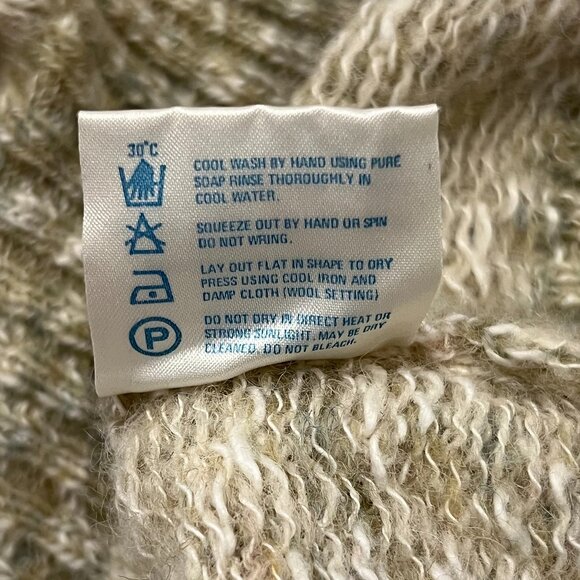 30°C
COOL WASH BY HAND USING PURE
SOAP RINSE THOROUGHLY IN
COOL WATER.
SQUEEZE OUT BY HAND OR SPIN
DO NOT WRING.
LAY OUT FLAT IN SHAPE TO DRY
PRESS USING COOL IRON AND
DAMP CLOTH (WOOL SETTING)
P
DO NOT DRY IN DIRECT HEAT OR
STRONG SUNLIGHT. MAY BE DRY
CLEANED. DO NOT BLEACH.